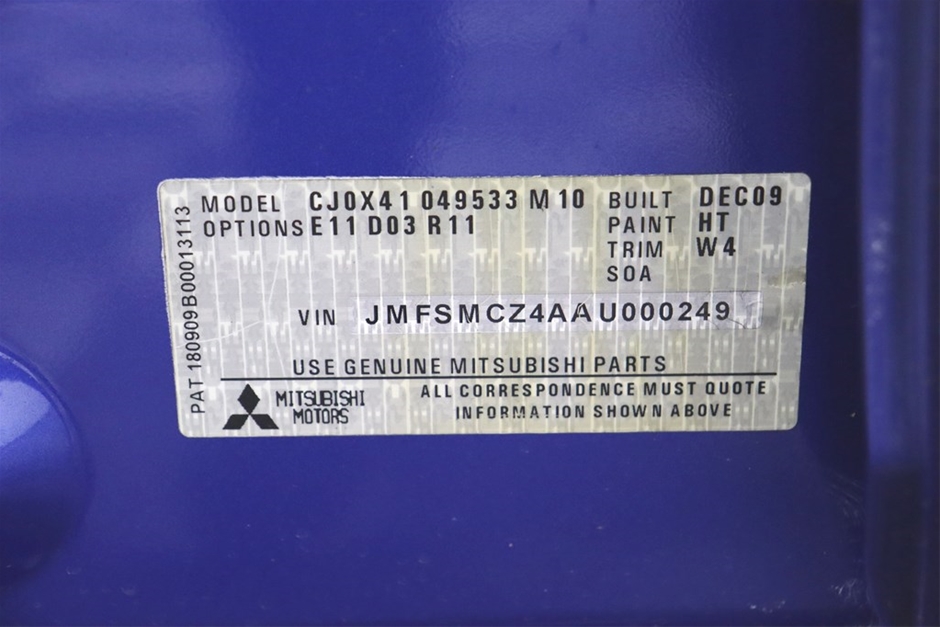 MODEL CJ0X41 049533 M10 BUILT DEC09
OPTIONS E11 D03 R11 PAINT HT
TRIM W4
SOA
VIN JMFSMCZ4AAU000249
USE GENUINE MITSUBISHI PARTS
MITSUBISHI
MOTORS
ALL CORRESPONDENCE MUST QUOTE
INFORMATION SHOWN ABOVE
PAT 180909B00013113